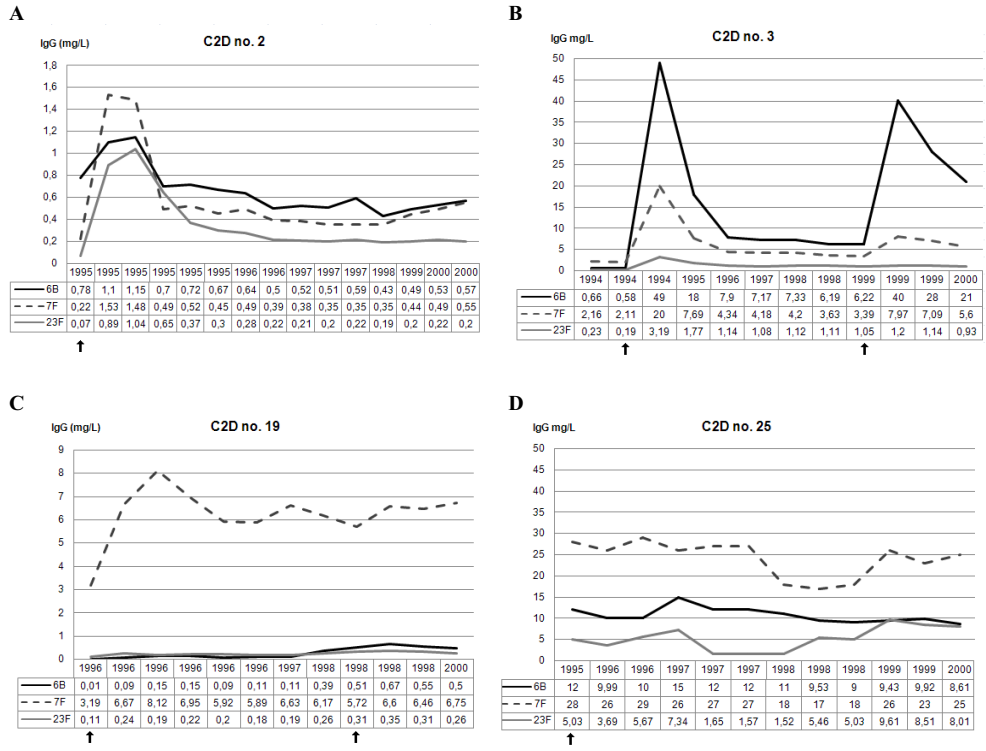 A
IgG (mg/L)
C2D no. 2
1,8
1,6
1,4
1,2
1
0,8
0,6
0,4
0,2
0
1995 1995 1995 1995 1995 1996 1996 1996 1997 1997 1997 1998 1999 2000 2000
6B 0,78 1,1 1,15 0,7 0,72 0,67 0,64 0,5 0,52 0,51 0,59 0,43 0,49 0,53 0,57
7F 0,22 1,53 1,48 0,49 0,52 0,45 0,49 0,39 0,38 0,35 0,35 0,35 0,44 0,49 0,55
23F 0,07 0,89 1,04 0,65 0,37 0,3 0,28 0,22 0,21 0,2 0,22 0,19 0,2 0,22 0,2
B
IgG mg/L
C2D no. 3
50
45
40
35
30
25
20
15
10
5
0
1994 1994 1994 1995 1996 1997 1998 1998 1999 1999 1999 2000
6B 0,66 0,58 49 18 7,9 7,17 7,33 6,19 6,22 40 28 21
7F 2,16 2,11 20 7,69 4,34 4,18 4,2 3,63 3,39 7,97 7,09 5,6
23F 0,23 0,19 3,19 1,77 1,14 1,08 1,12 1,11 1,05 1,2 1,14 0,93
C
IgG (mg/L)
C2D no. 19
9
8
7
6
5
4
3
2
1
0
1996 1996 1996 1996 1996 1996 1997 1998 1998 1998 1998 2000
6B 0,01 0,09 0,15 0,15 0,09 0,11 0,11 0,39 0,51 0,67 0,55 0,5
7F 3,19 6,67 8,12 6,95 5,92 5,89 6,63 6,17 5,72 6,6 6,46 6,75
23F 0,11 0,24 0,19 0,22 0,2 0,18 0,19 0,26 0,31 0,35 0,31 0,26
D
IgG mg/L
C2D no. 25
50
45
40
35
30
25
20
15
10
5
0
1995 1996 1996 1997 1997 1997 1998 1998 1998 1999 1999 2000
6B 12 9,99 10 15 12 12 11 9,53 9 9,43 9,92 8,61
7F 28 26 29 26 27 27 18 17 18 26 23 25
23F 5,03 3,69 5,67 7,34 1,65 1,57 1,52 5,46 5,03 9,61 8,51 8,01